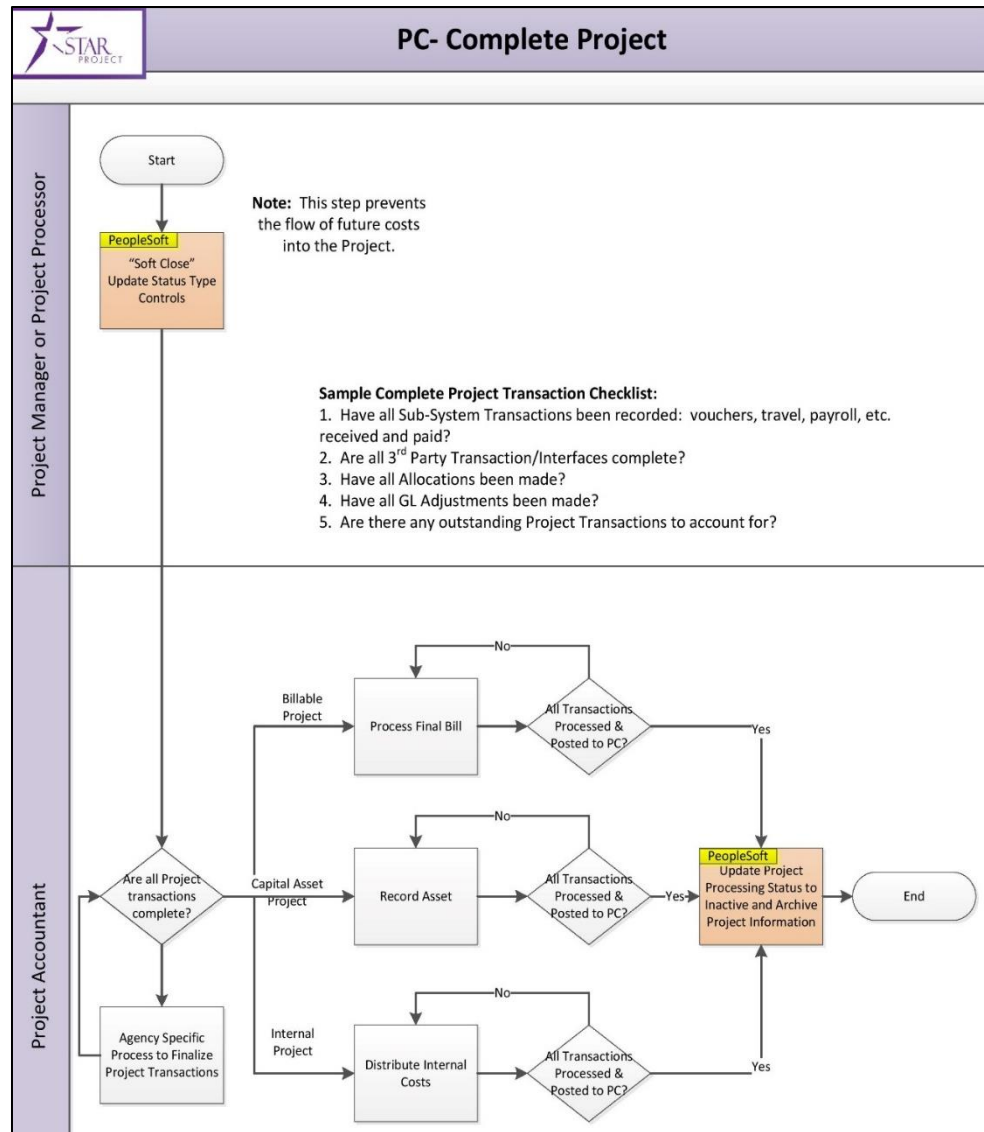 STAR
PROJECT
PC- Complete Project
Project Manager or Project Processor
Start
Note: This step prevents
the flow of future costs
into the Project.
PeopleSoft
“Soft Close”
Update Status Type
Controls
Sample Complete Project Transaction Checklist:
1. Have all Sub-System Transactions been recorded: vouchers, travel, payroll, etc.
received and paid?
2. Are all 3rd Party Transaction/Interfaces complete?
3. Have all Allocations been made?
4. Have all GL Adjustments been made?
5. Are there any outstanding Project Transactions to account for?
Project Accountant
Are all Project
transactions
complete?
Agency Specific
Process to Finalize
Project Transactions
Billable
Project
Process Final Bill
No
All Transactions
Processed &
Posted to PC?
Yes
Capital Asset
Project
Record Asset
No
All Transactions
Processed &
Posted to PC?
Yes
Internal
Project
Distribute Internal
Costs
No
All Transactions
Processed &
Posted to PC?
Yes
PeopleSoft
Update Project
Processing Status to
Inactive and Archive
Project Information
End